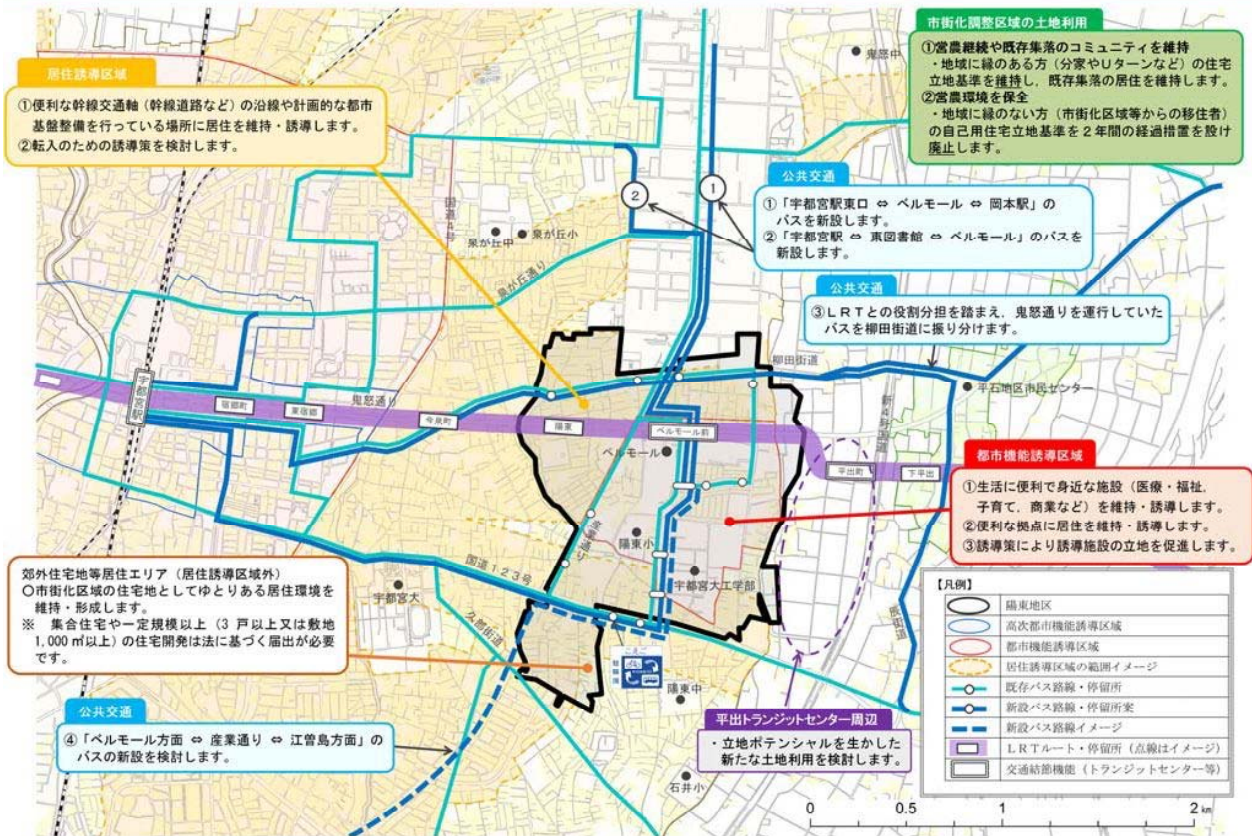 居住誘導区域
①便利な幹線交通軸（幹線道路など）の沿線や計画的な都市
基盤整備を行っている場所に居住を維持・誘導します。
②転入のための誘導策を検討します。
市街化調整区域の土地利用
①営農継続や既存集落のコミュニティを維持
・地域に縁のある方（分家やUターンなど）の住宅
立地基準を維持し，既存集落の居住を維持します。
②営農環境を保全
・地域に縁のない方（市街化区域等からの移住者）
の自己用住宅立地基準を２年間の経過措置を設け
廃止します。
鬼怒中
公共交通
①「宇都宮駅東口 ⇔ ベルモール ⇔ 岡本駅」の
バスを新設します。
②「宇都宮駅 ⇔ 東図書館 ⇔ ベルモール」のバスを
新設します。
②
①
国道４号
泉が丘中
泉が丘小
泉が丘通り
公共交通
③ＬＲＴとの役割分担を踏まえ，鬼怒通りを運行していた
バスを柳田街道に振り分けます。
柳田街道
平石地区市民センター
新４号国道
宇都宮駅
宿郷町
東宿郷
鬼怒通り
今泉町
陽東
ベルモール前
ベルモール
平出町
下平出
都市機能誘導区域
①生活に便利で身近な施設（医療・福祉，
子育て，商業など）を維持・誘導します。
②便利な拠点に居住を維持・誘導します。
③誘導策により誘導施設の立地を促進します。
産業通り
陽東小
宇都宮大工学部
国道１２３号
宇都宮大
久部街道
郊外住宅地等居住エリア（居住誘導区域外）
○市街化区域の住宅地としてゆとりある居住環境を
維持・形成します。
※ 集合住宅や一定規模以上（3 戸以上又は敷地
1,000 ㎡以上）の住宅開発は法に基づく届出が必要
です。
陽東中
石井小
公共交通
④「ベルモール方面 ⇔ 産業通り ⇔ 江曽島方面」の
バスの新設を検討します。
平出トランジットセンター周辺
・立地ポテンシャルを生かした
新たな土地利用を検討します。
【凡例】
陽東地区
高次都市機能誘導区域
都市機能誘導区域
居住誘導区域の範囲イメージ
既存バス路線・停留所
新設バス路線・停留所案
新設バス路線イメージ
ＬＲＴルート・停留所（点線はイメージ）
交通結節機能（トランジットセンター等）
0 0.5 1 2 km